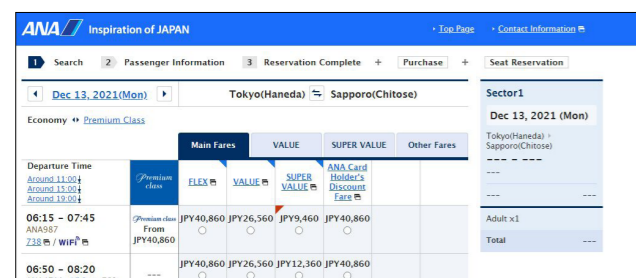 ANA Inspiration of JAPAN
Top Page Contact Information
1 Search 2 Passenger Information 3 Reservation Complete + Purchase + Seat Reservation
Dec 13, 2021(Mon) Tokyo(Haneda) Sapporo(Chitose)
Economy Premium Class
Main Fares VALUE SUPER VALUE Other Fares
Departure Time
Around 11:00
Around 15:00
Around 19:00
Premium class
FLEX
VALUE
SUPER VALUE
ANA Card Holder's Discount Fare
06:15 – 07:45
ANA987
738 / WiFi
Premium class
From
JPY40,860
JPY40,860 JPY26,560 JPY9,460 JPY40,860
06:50 – 08:20
---
JPY40,860 JPY26,560 JPY12,360 JPY40,860
Sector1
Dec 13, 2021 (Mon)
Tokyo(Haneda) ›
Sapporo(Chitose)
--- - ---
---
--- ---
Adult x1
Total ---